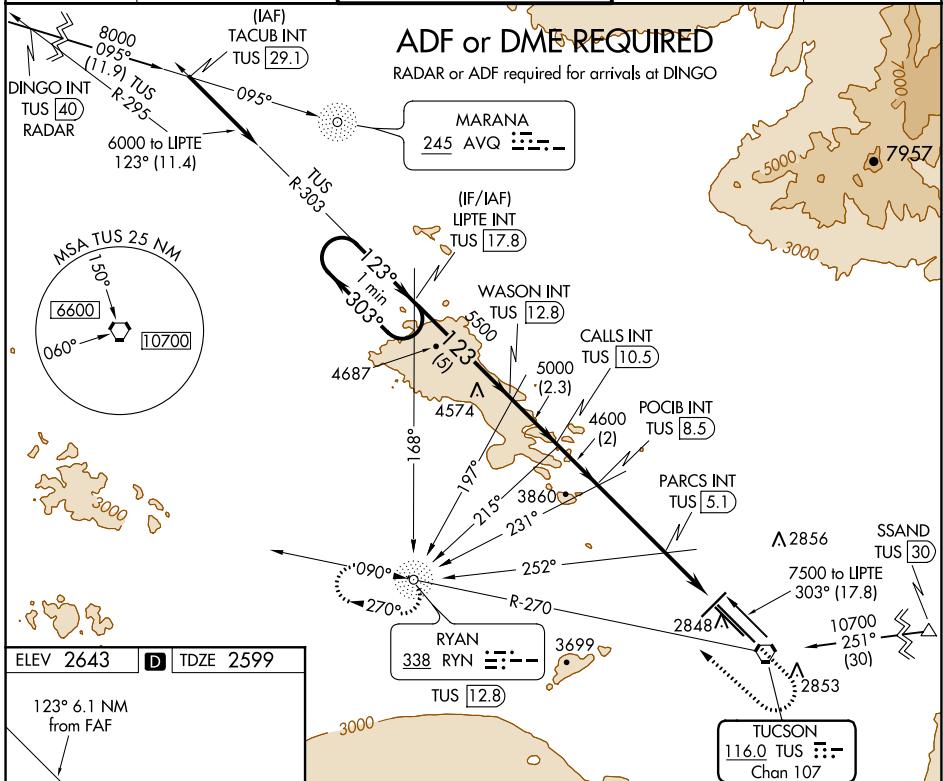 ADF or DME REQUIRED
RADAR or ADF required for arrivals at DINGO
(IAF)
TACUB INT
TUS 29.1
8000
095°
(11.9)
TUS
R-295
DINGO INT
TUS 40
RADAR
095°
6000 to LIPTE
123° (11.4)
MARANA
245 AVQ
7000
5000
7957
3000
TUS
R-303
(IF/IAF)
LIPTE INT
TUS 17.8
MSA TUS 25 NM
150°
6600
060°
10700
123°
1 min
303°
WASON INT
TUS 12.8
5500
123
(5)
4687
4574
CALLS INT
TUS 10.5
5000
(2.3)
4600
(2)
POCIB INT
TUS 8.5
168°
197°
215°
231°
3860
PARCS INT
TUS 5.1
3000
2856
SSAND
TUS 30
252°
090°
270°
R-270
7500 to LIPTE
303° (17.8)
10700
251°
(30)
2848
RYAN
338 RYN
TUS 12.8
3699
2853
ELEV 2643
D
TDZE 2599
123° 6.1 NM
from FAF
3000
TUCSON
116.0 TUS
Chan 107